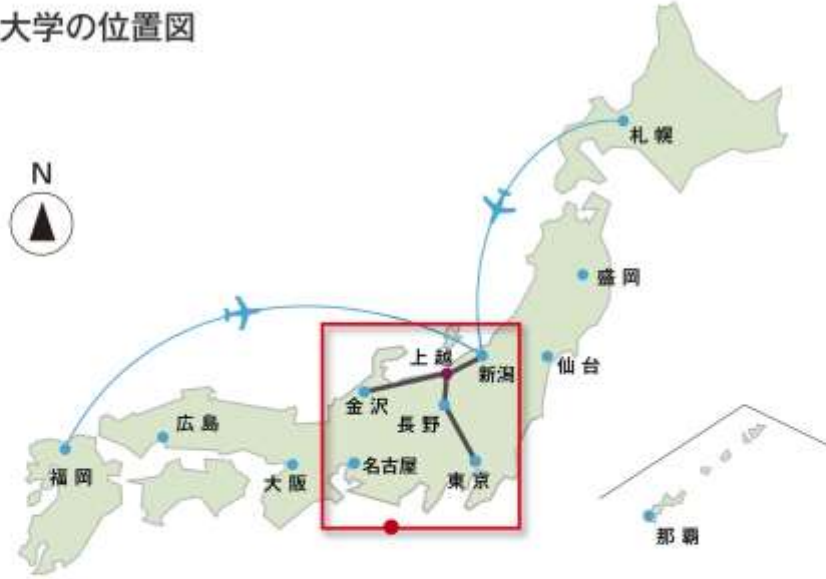 大学の位置図
N
札幌
盛岡
上越
新潟
仙台
金沢
長野
広島
福岡
大阪
名古屋
東京
那覇